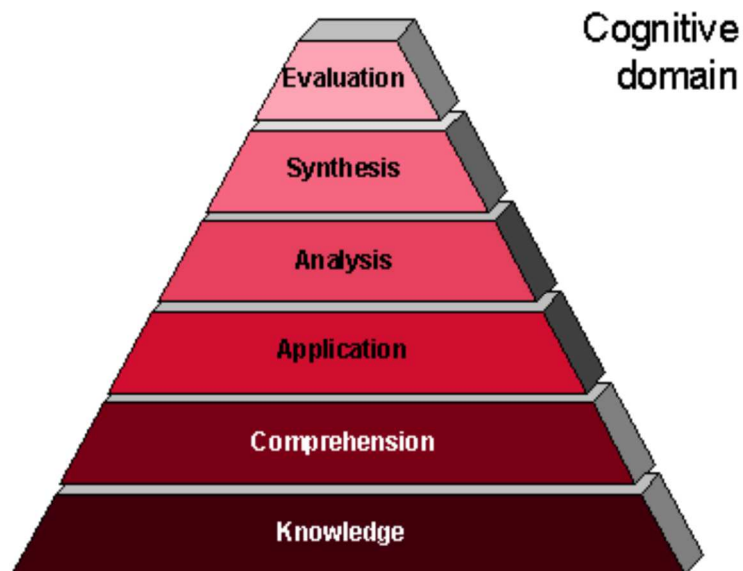 Cognitive
domain
Evaluation
Synthesis
Analysis
Application
Comprehension
Knowledge